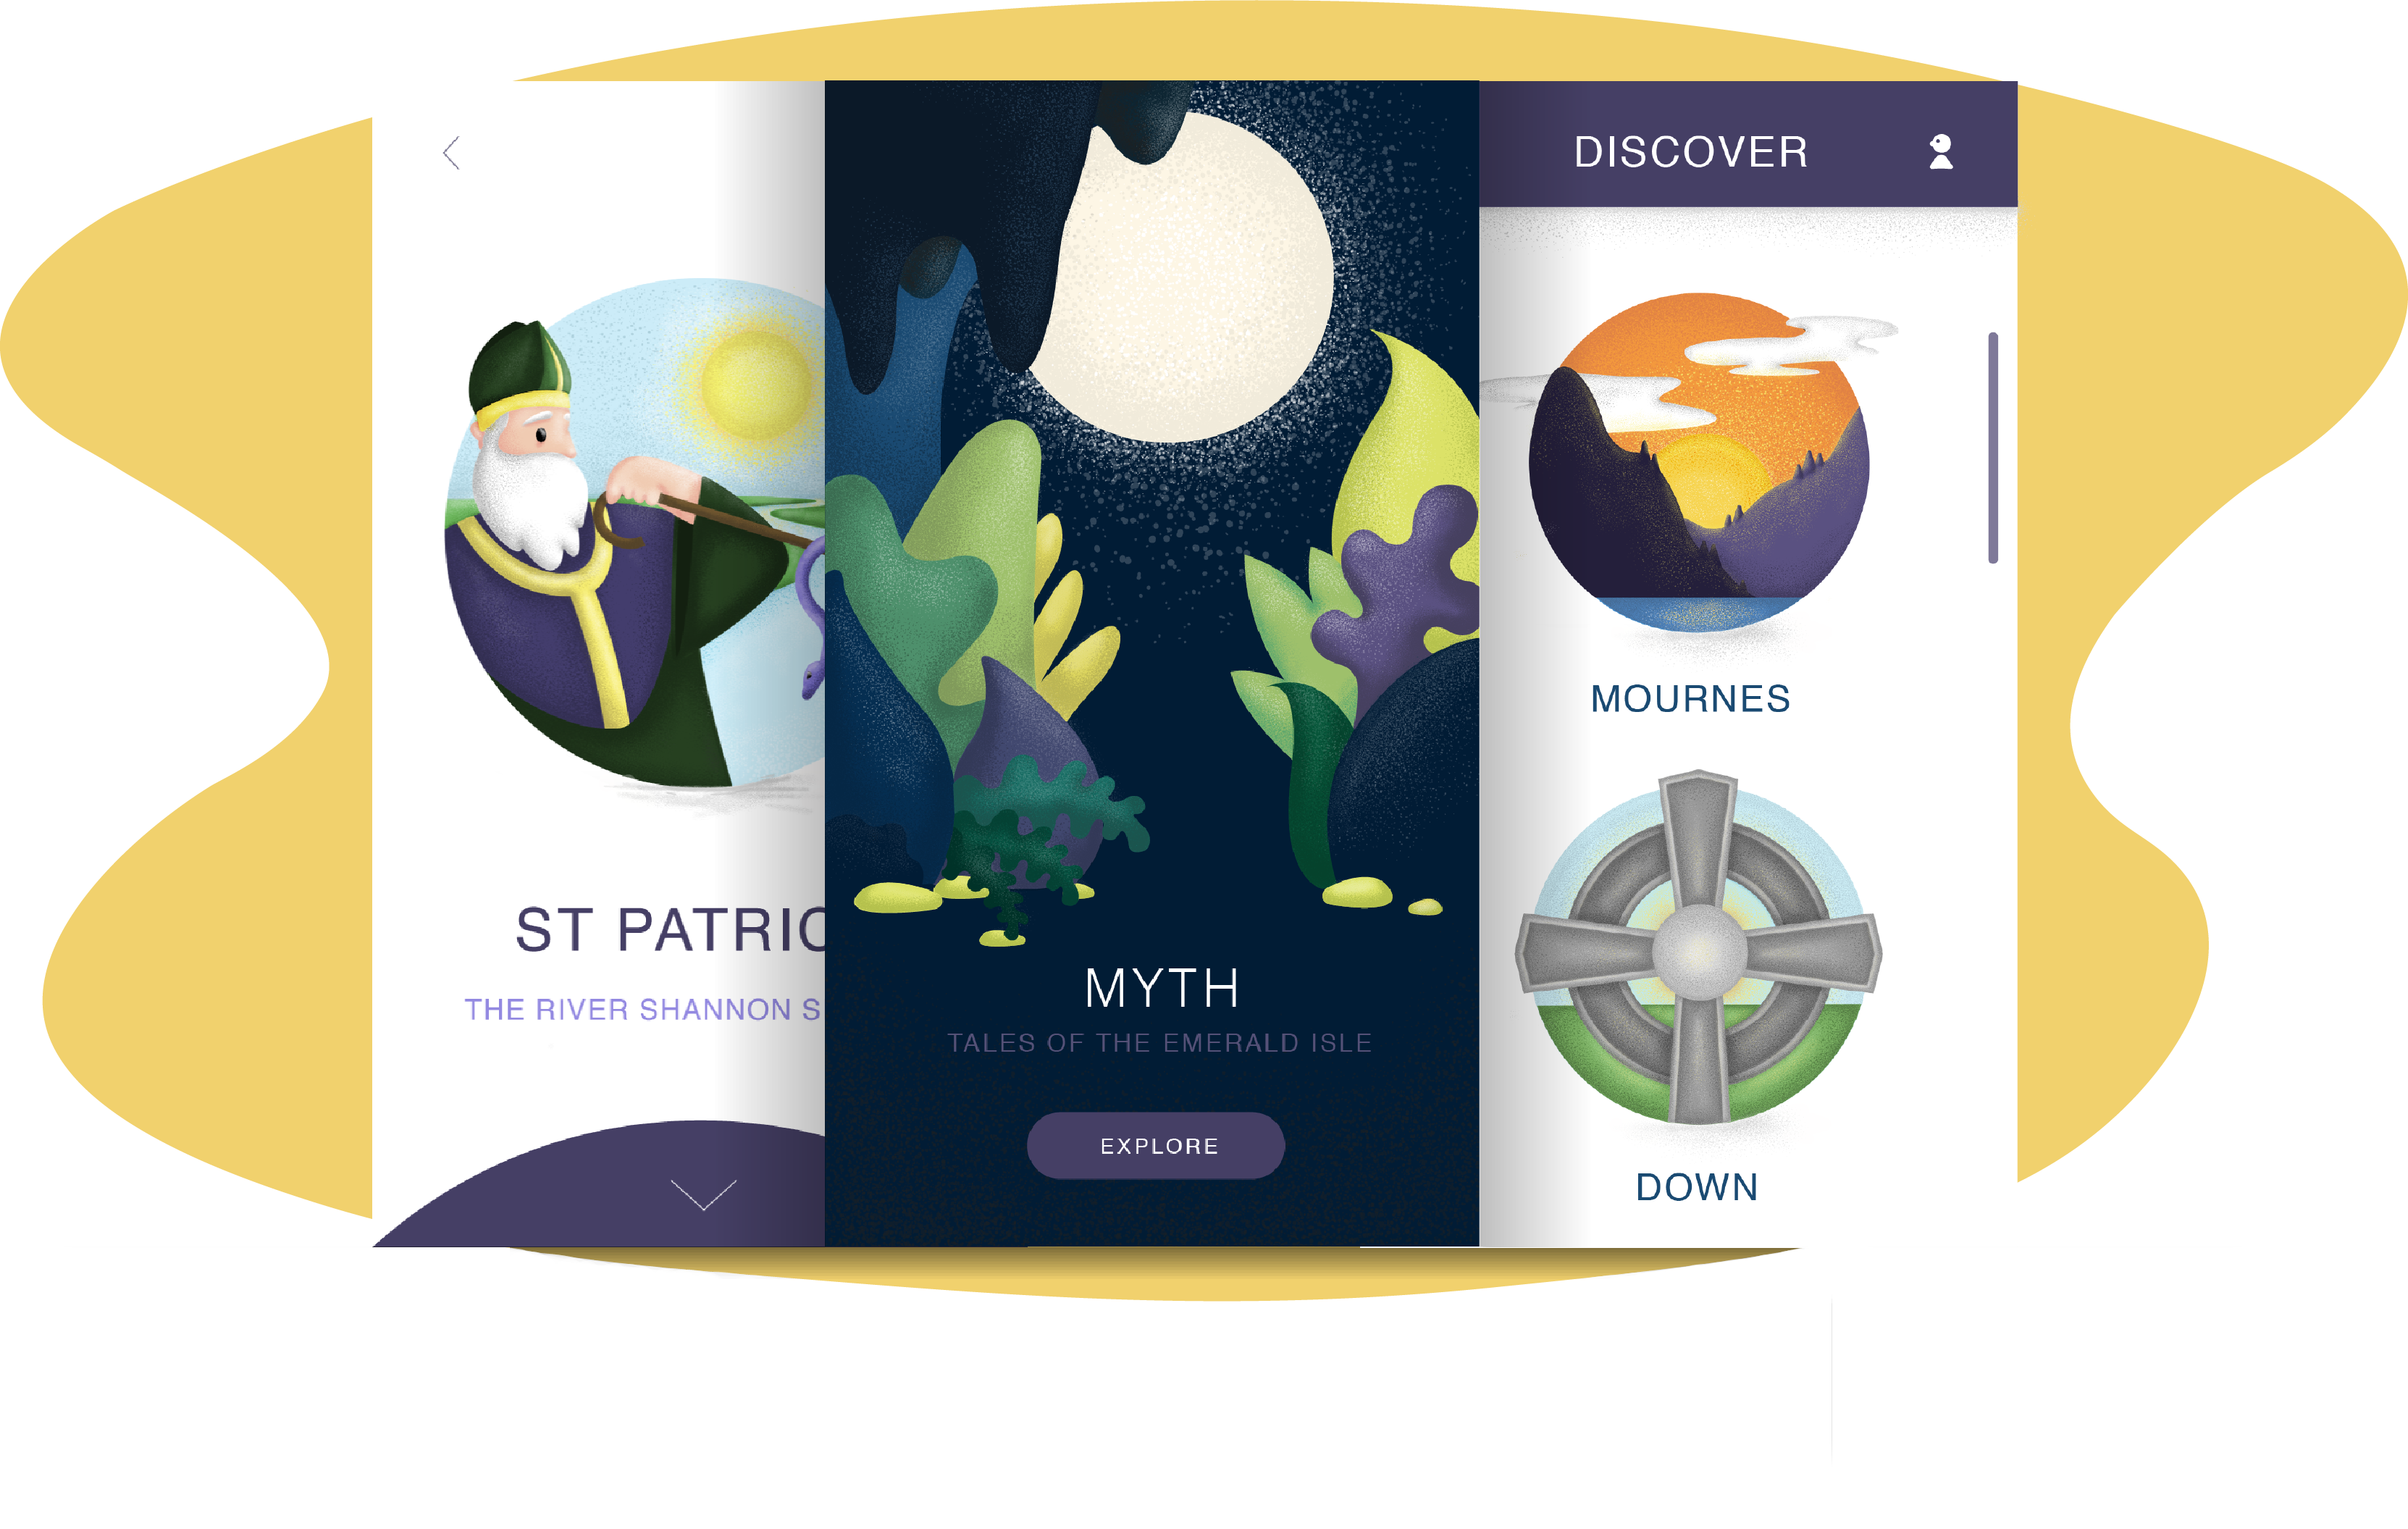 ST PATRIC
THE RIVER SHANNON S
MYTH
TALES OF THE EMERALD ISLE
EXPLORE
DISCOVER
MOURNES
DOWN